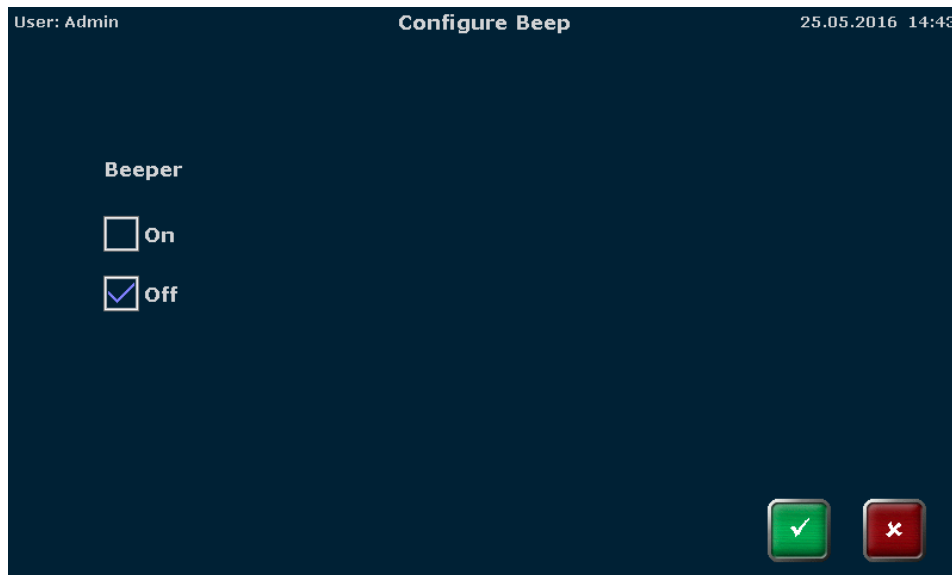 User: Admin
Configure Beep
25.05.2016 14:43
Beeper
On
Off